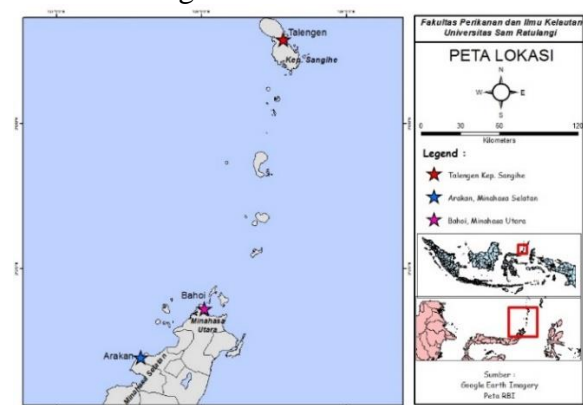 Talengen
Kep. Sangihe
Bahoi
Minahasa
Utara
Arakan
Minahasa Selatan
Fakultas Perikanan dan Ilmu Kelautan
Universitas Sam Ratulangi
PETA LOKASI
N
W
E
S
0 30 60 120
Kilometers
Legend :
Talengen Kep. Sangihe
Arakan, Minahasa Selatan
Bahoi, Minahasa Utara
Sumber :
Google Earth Imagery
Peta RBI